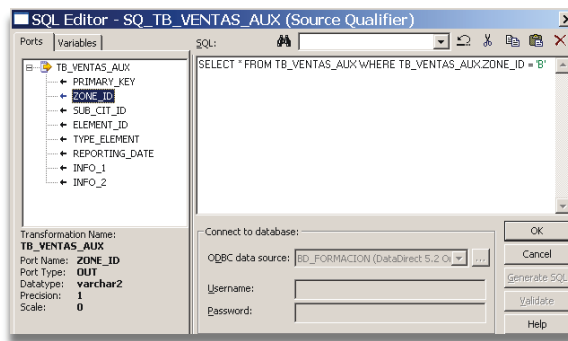 SQL Editor - SQ_TB_VENTAS_AUX (Source Qualifier)
Ports Variables
SQL:
TB_VENTAS_AUX
PRIMARY_KEY
ZONE_ID
SUB_CIT_ID
ELEMENT_ID
TYPE_ELEMENT
REPORTING_DATE
INFO_1
INFO_2
SELECT * FROM TB_VENTAS_AUX WHERE TB_VENTAS_AUX.ZONE_ID = 'B'
Transformation Name:
TB_VENTAS_AUX
Port Name: ZONE_ID
Port Type: OUT
Datatype: varchar2
Precision: 1
Scale: 0
Connect to database:
ODBC data source: BD_FORMACION (DataDirect 5.2 O
...
Username:
Password:
OK
Cancel
Generate SQL
Validate
Help